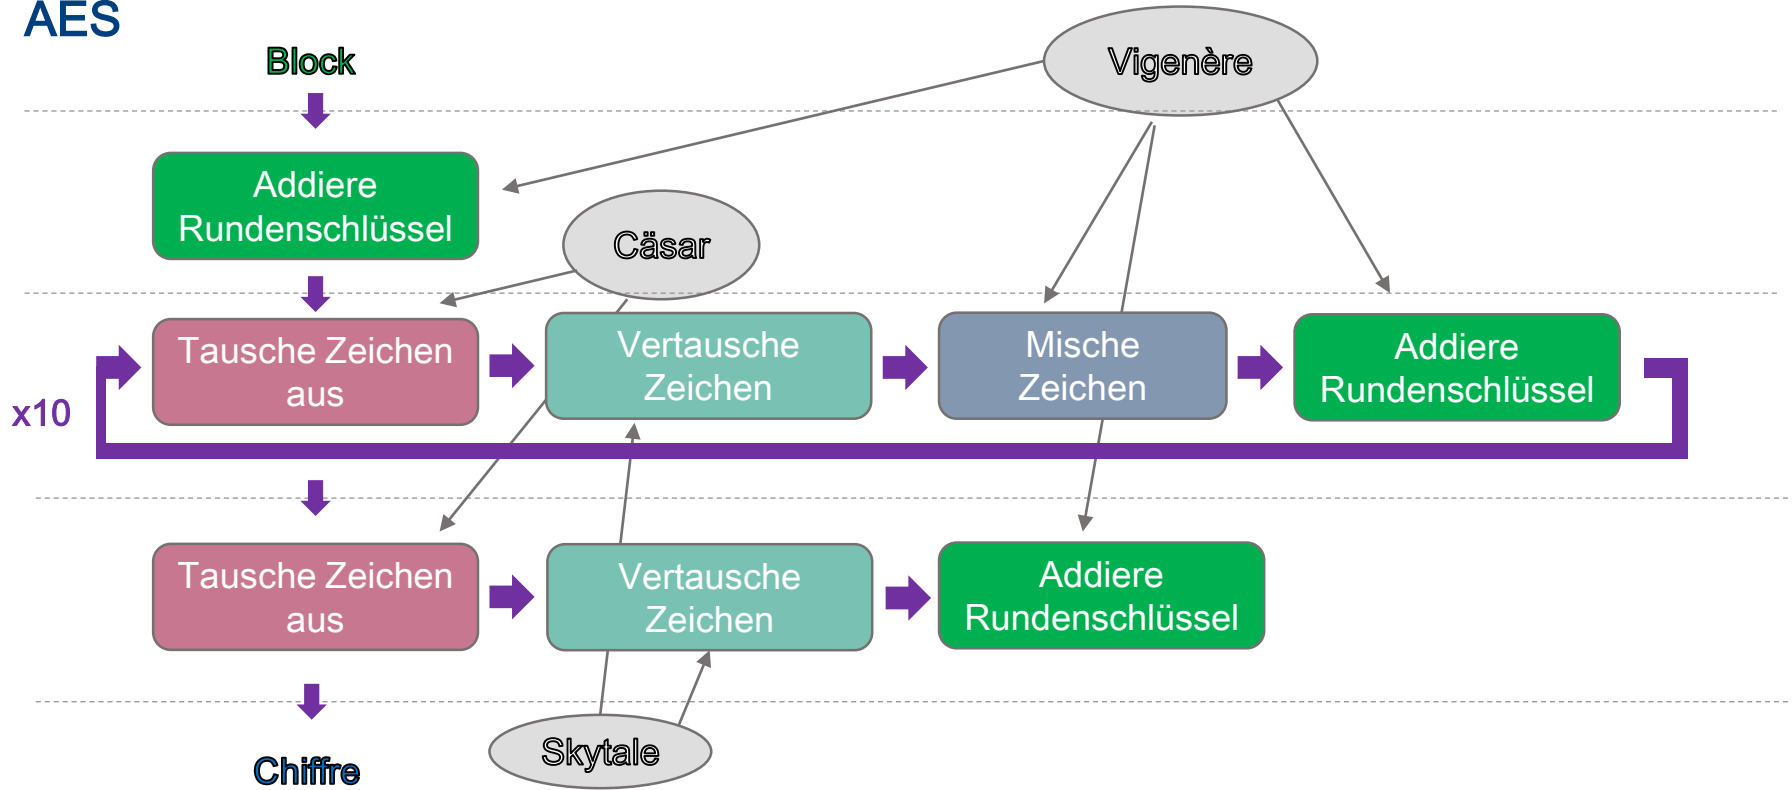 AES
Block
Vigenère
Addiere
Rundenschlüssel
Cäsar
Tausche Zeichen
aus
Vertausche
Zeichen
Mische
Zeichen
Addiere
Rundenschlüssel
x10
Tausche Zeichen
aus
Vertausche
Zeichen
Addiere
Rundenschlüssel
Skytale
Chiffre